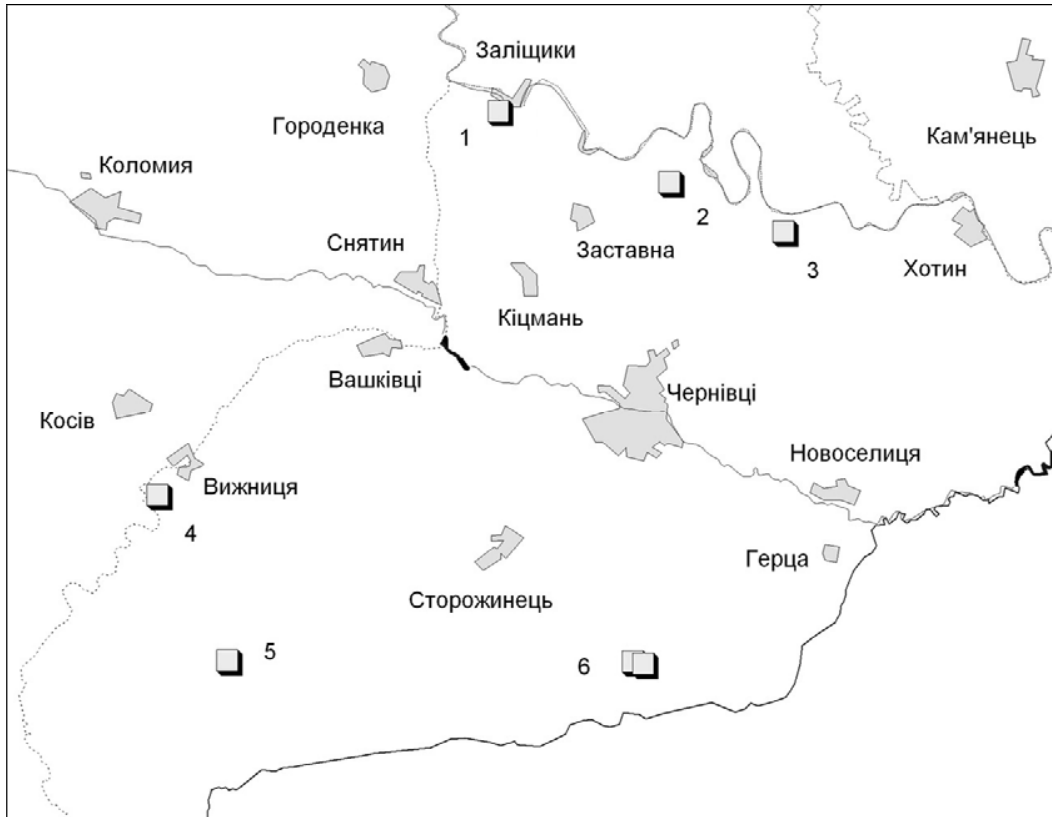 Заліщики
Городенка
1
Кам'янець
Коломия
2
Снятин
Заставна
3
Хотин
Кіцмань
Вашківці
Чернівці
Косів
Новоселиця
Вижниця
4
Герца
Сторожинець
5
6